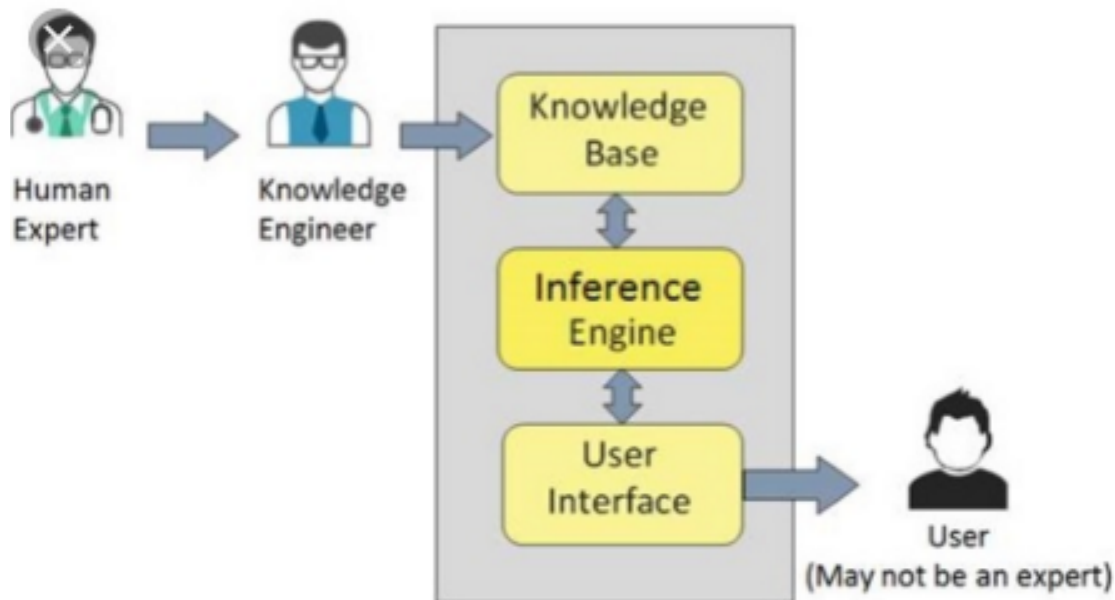 Human
Expert
Knowledge
Engineer
Knowledge
Base
Inference
Engine
User
Interface
User
(May not be an expert)